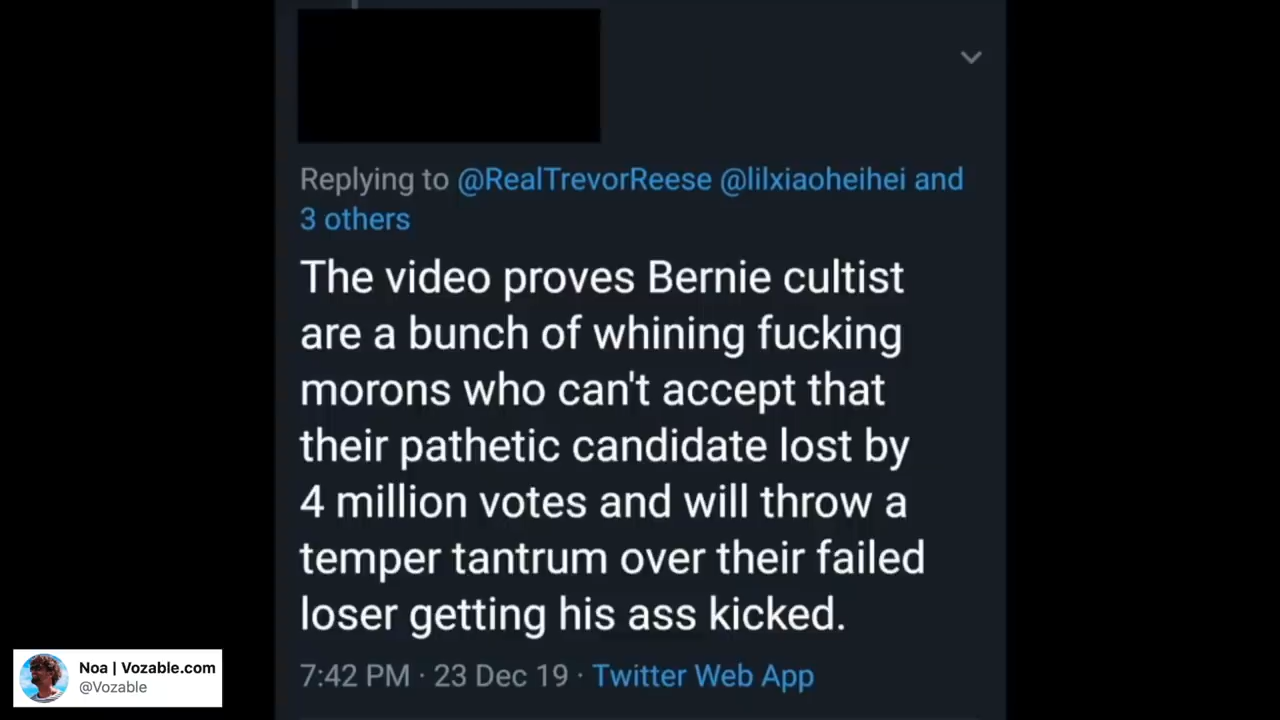 Replying to @RealTrevorReese @lilxiaoheihei and
3 others
The video proves Bernie cultist
are a bunch of whining fucking
morons who can't accept that
their pathetic candidate lost by
4 million votes and will throw a
temper tantrum over their failed
loser getting his ass kicked.
7:42 PM · 23 Dec 19 · Twitter Web App
Noa | Vozable.com
@Vozable